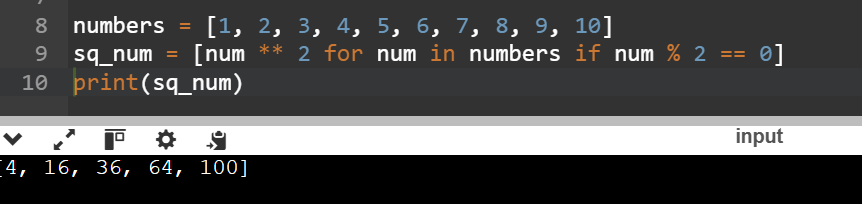 8 numbers = [1, 2, 3, 4, 5, 6, 7, 8, 9, 10]
9 sq_num = [num ** 2 for num in numbers if num % 2 == 0]
10 print(sq_num)
input
[4, 16, 36, 64, 100]